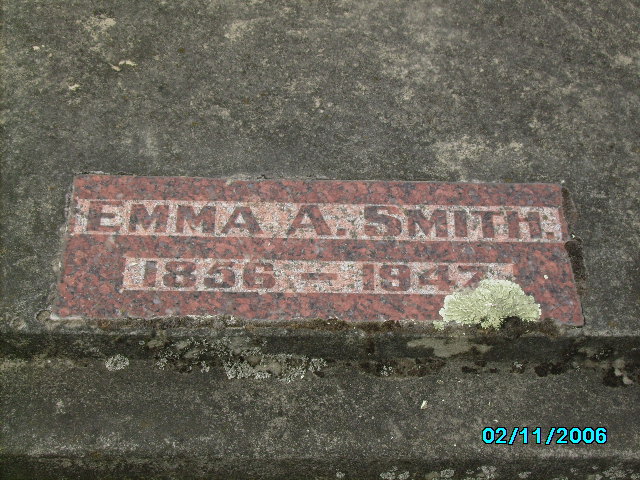 EMMA A. SMITH.
1856 – 1947
02/11/2006